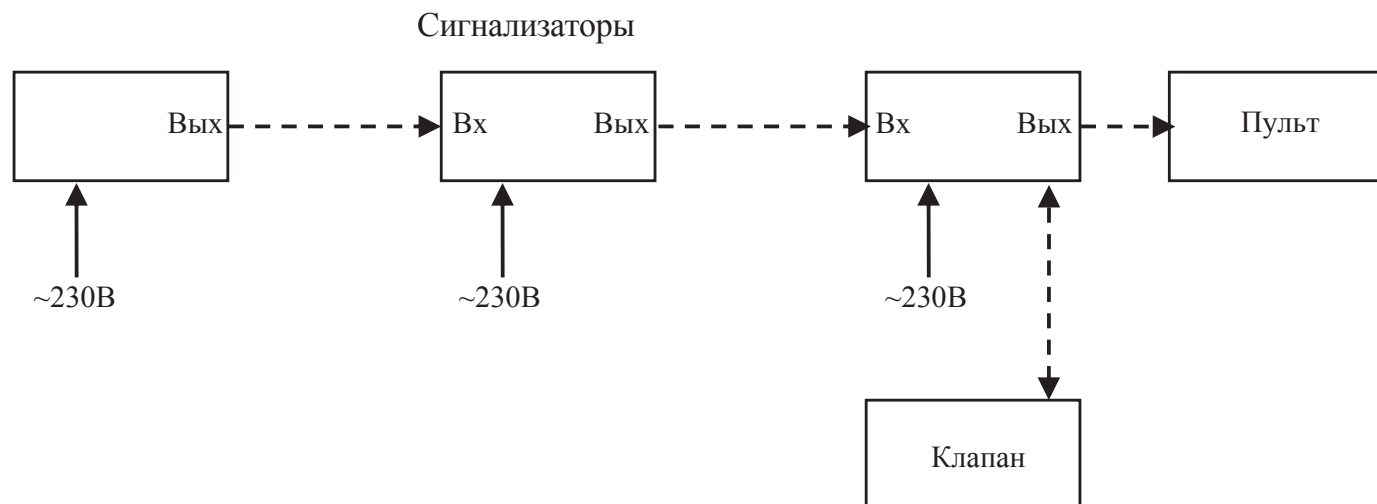 Сигнализаторы
Вых
Вх Вых
Вх Вых
Пульт
~230В
~230В
~230В
Клапан